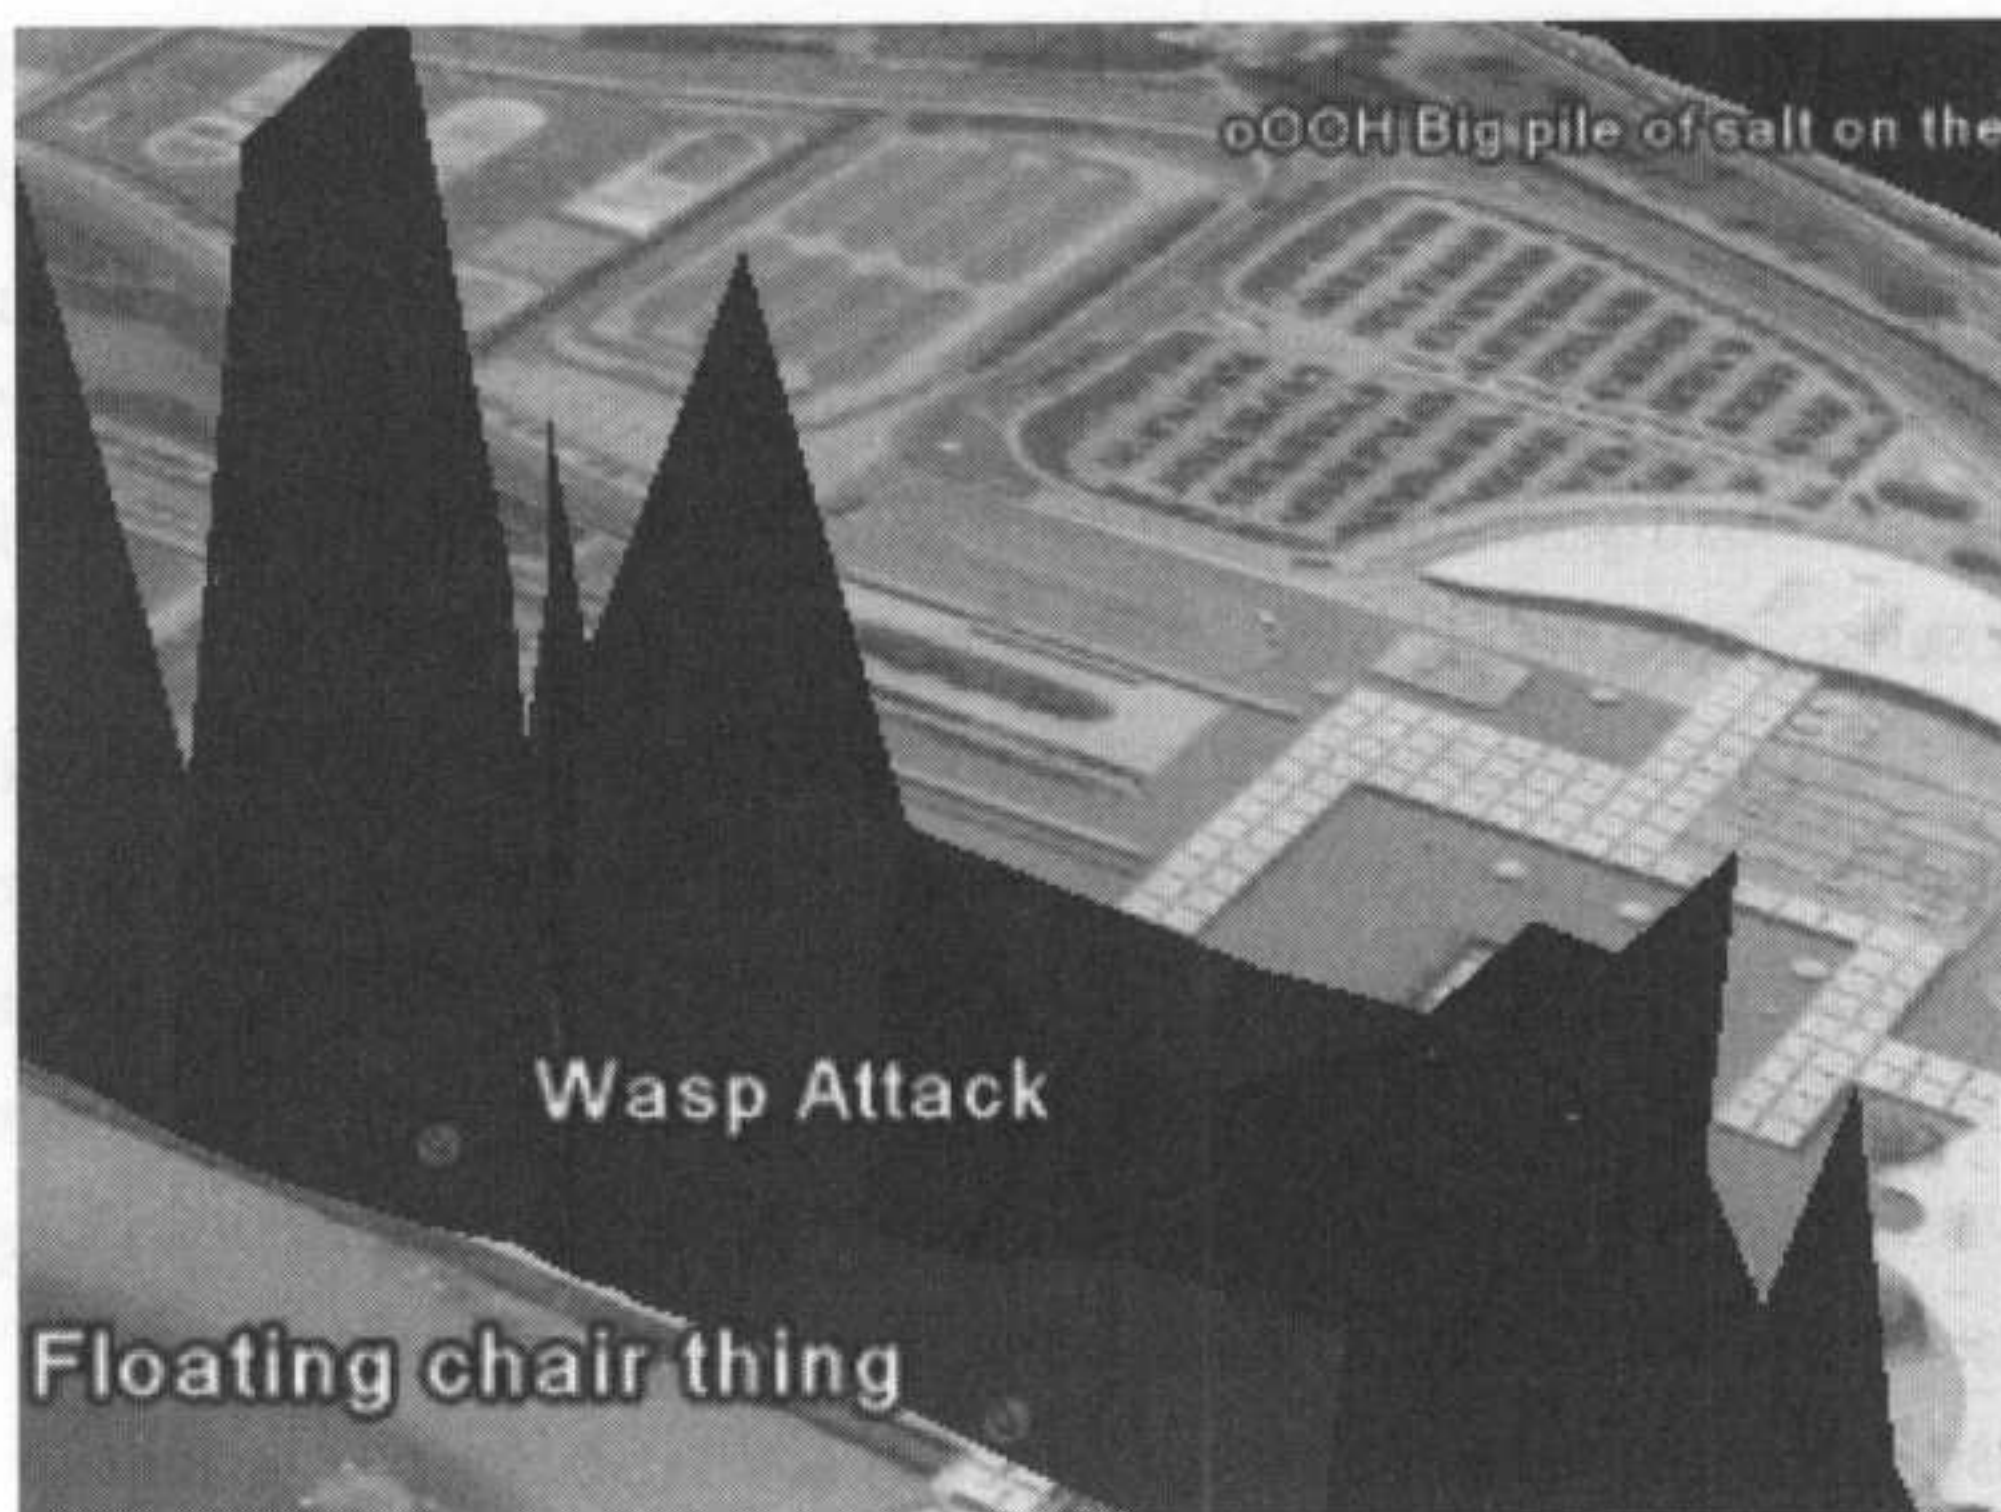 oOOH Big pile of salt on the
Wasp Attack
Floating chair thing